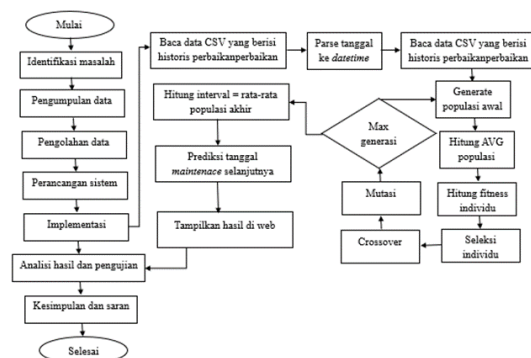 Mulai
Identifikasi masalah
Pengumpulan data
Pengolahan data
Perancangan sistem
Implementasi
Analisi hasil dan pengujian
Kesimpulan dan saran
Selesai
Baca data CSV yang berisi
historis perbaikanperbaikan
Parse tanggal
ke datetime
Baca data CSV yang berisi
historis perbaikanperbaikan
Generate
populasi awal
Hitung AVG
populasi
Hitung fitness
individu
Seleksi
individu
Crossover
Mutasi
Max
generasi
Hitung interval = rata-rata
populasi akhir
Prediksi tanggal
maintenace selanjutnya
Tampilkan hasil di web